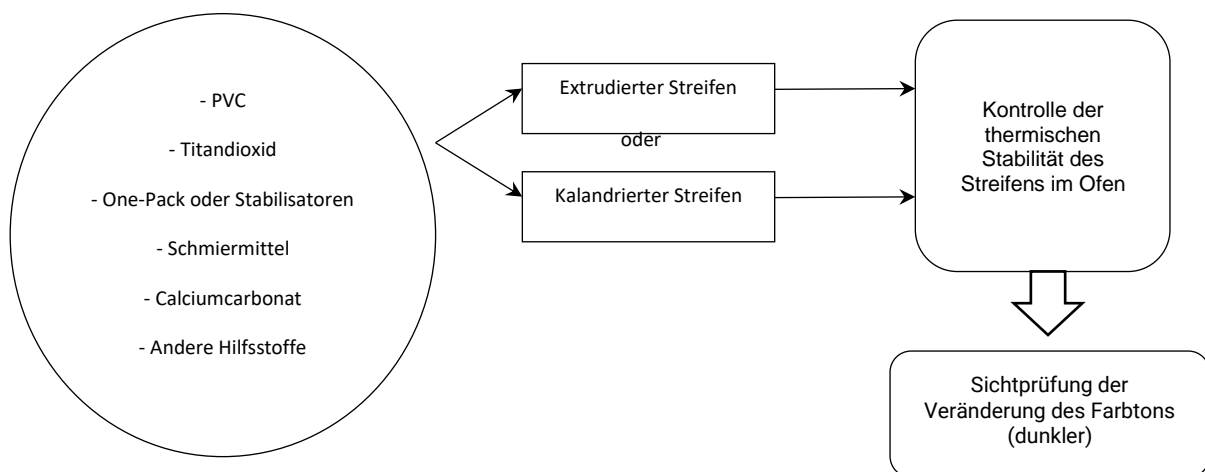 - PVC
- Titandioxid
- One-Pack oder Stabilisatoren
- Schmiermittel
- Calciumcarbonat
- Andere Hilfsstoffe
Extrudierter Streifen
oder
Kalandrierter Streifen
Kontrolle der
thermischen
Stabilität des
Streifens im Ofen
Sichtprüfung der
Veränderung des Farbtons
(dunkler)